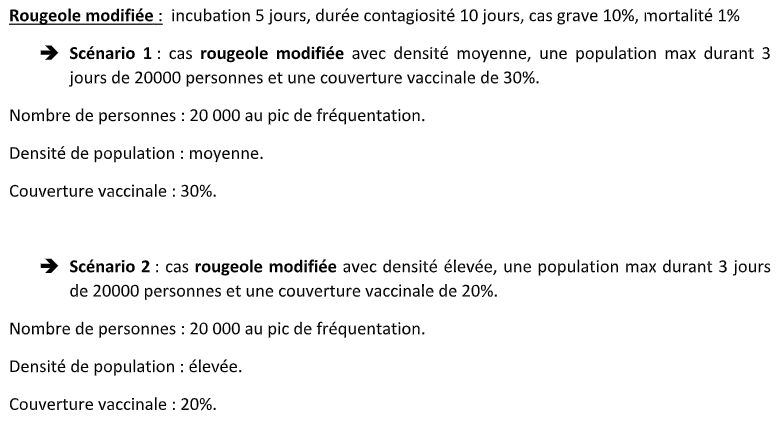 Rougeole modifiée : incubation 5 jours, durée contagiosité 10 jours, cas grave 10%, mortalité 1%
➔ Scénario 1 : cas rougeole modifiée avec densité moyenne, une population max durant 3
jours de 20000 personnes et une couverture vaccinale de 30%.
Nombre de personnes : 20 000 au pic de fréquentation.
Densité de population : moyenne.
Couverture vaccinale : 30%.
➔ Scénario 2 : cas rougeole modifiée avec densité élevée, une population max durant 3 jours
de 20000 personnes et une couverture vaccinale de 20%.
Nombre de personnes : 20 000 au pic de fréquentation.
Densité de population : élevée.
Couverture vaccinale : 20%.